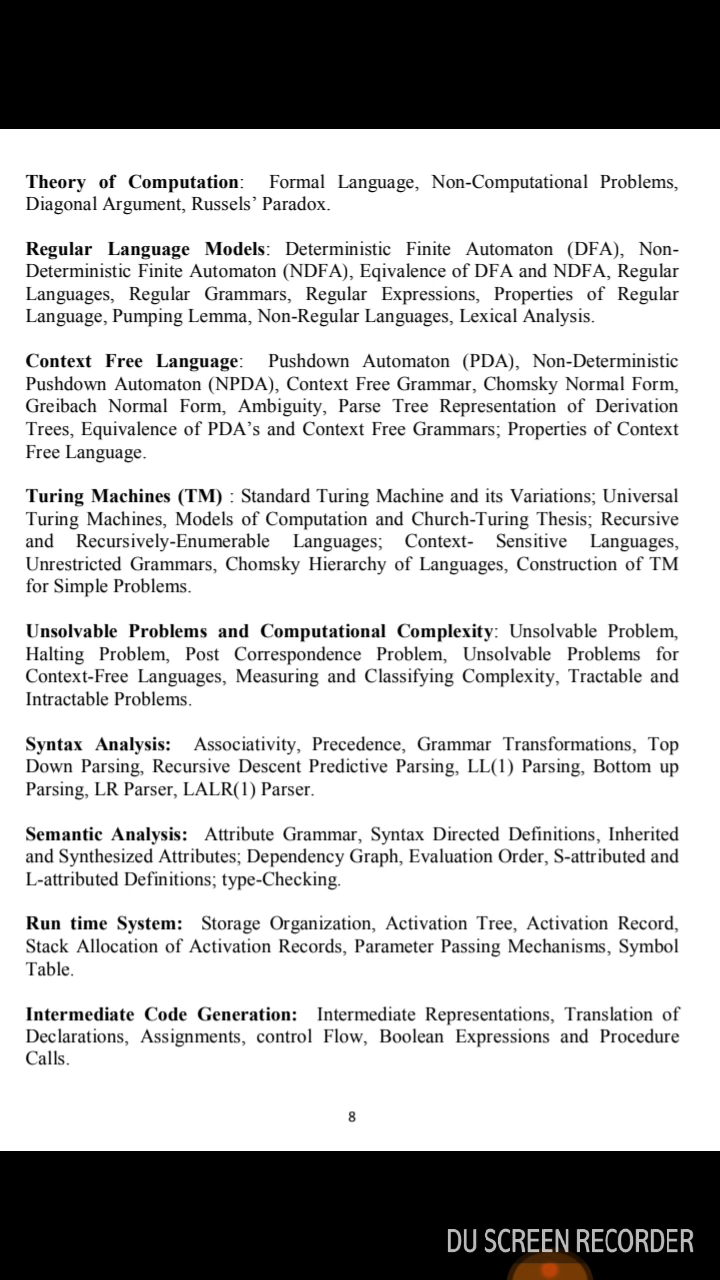 Theory of Computation: Formal Language, Non-Computational Problems,
Diagonal Argument, Russels' Paradox.
Regular Language Models: Deterministic Finite Automaton (DFA), Non-
Deterministic Finite Automaton (NDFA), Eqivalence of DFA and NDFA, Regular
Languages, Regular Grammars, Regular Expressions, Properties of Regular
Language, Pumping Lemma, Non-Regular Languages, Lexical Analysis.
Context Free Language: Pushdown Automaton (PDA), Non-Deterministic
Pushdown Automaton (NPDA), Context Free Grammar, Chomsky Normal Form,
Greibach Normal Form, Ambiguity, Parse Tree Representation of Derivation
Trees, Equivalence of PDA's and Context Free Grammars; Properties of Context
Free Language.
Turing Machines (TM) : Standard Turing Machine and its Variations; Universal
Turing Machines, Models of Computation and Church-Turing Thesis; Recursive
and Recursively-Enumerable Languages; Context- Sensitive Languages,
Unrestricted Grammars, Chomsky Hierarchy of Languages, Construction of TM
for Simple Problems.
Unsolvable Problems and Computational Complexity: Unsolvable Problem,
Halting Problem, Post Correspondence Problem, Unsolvable Problems for
Context-Free Languages, Measuring and Classifying Complexity, Tractable and
Intractable Problems.
Syntax Analysis: Associativity, Precedence, Grammar Transformations, Top
Down Parsing, Recursive Descent Predictive Parsing, LL(1) Parsing, Bottom up
Parsing, LR Parser, LALR(1) Parser.
Semantic Analysis: Attribute Grammar, Syntax Directed Definitions, Inherited
and Synthesized Attributes; Dependency Graph, Evaluation Order, S-attributed and
L-attributed Definitions; type-Checking.
Run time System: Storage Organization, Activation Tree, Activation Record,
Stack Allocation of Activation Records, Parameter Passing Mechanisms, Symbol
Table.
Intermediate Code Generation: Intermediate Representations, Translation of
Declarations, Assignments, control Flow, Boolean Expressions and Procedure
Calls.
8
DU SCREEN RECORDER